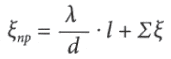 ξпр = λ/d · l + Σξ